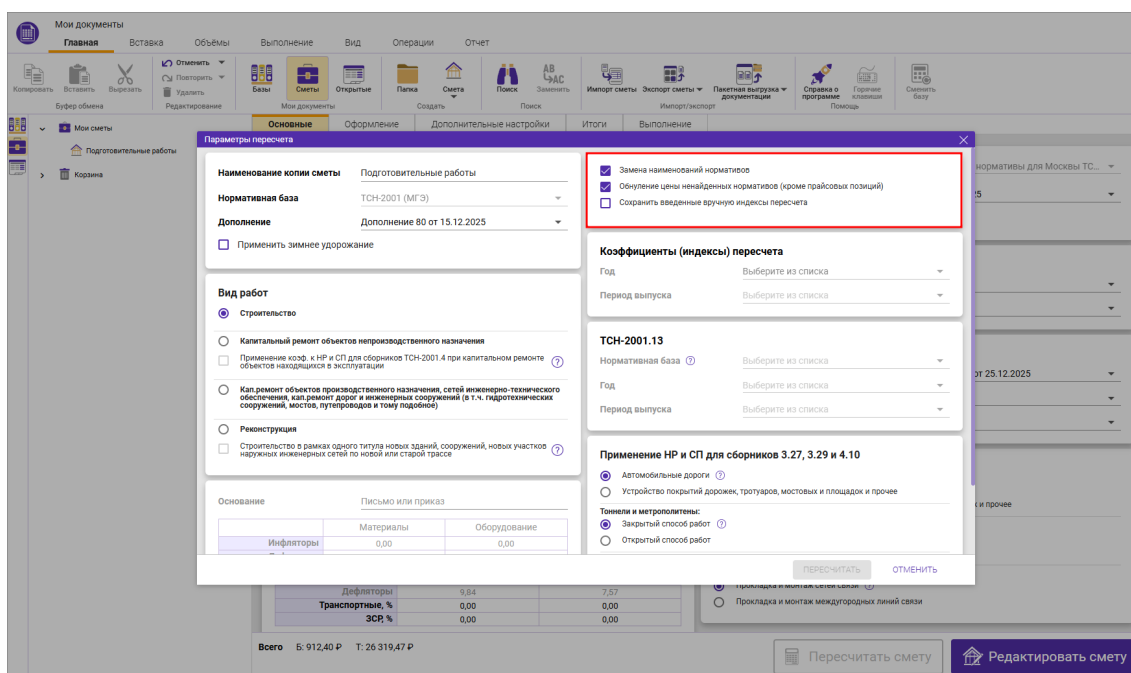 Мои документы
Главная Вставка Объёмы Выполнение Вид Операции Отчет
Копировать Вставить Вырезать
Отменить
Повторить
Удалить
Базы Сметы Открытые Папка Смета Поиск Заменить Импорт сметы Экспорт сметы Пакетная выгрузка документации Справка о программе Горячие клавиши Сменить базу
AB
AC
Буфер обмена Редактирование Мои документы Создать Поиск Импорт/экспорт Помощь
Мои сметы
Подготовительные работы
Корзина
Основные Оформление Дополнительные настройки Итоги Выполнение
Параметры пересчета
Наименование копии сметы Подготовительные работы
Нормативная база ТСН-2001 (МГЭ)
Дополнение Дополнение 80 от 15.12.2025
Применить зимнее удорожание
Вид работ
Строительство
Капитальный ремонт объектов непроизводственного назначения
Применение коэф. к НР и СП для сборников ТСН-2001.4 при капитальном ремонте
объектов находящихся в эксплуатации
Кап.ремонт объектов производственного назначения, сетей инженерно-технического
обеспечения, кап.ремонт дорог и инженерных сооружений (в т.ч. гидротехнических
сооружений, мостов, путепроводов и тому подобное)
Реконструкция
Строительство в рамках одного титула новых зданий, сооружений, новых участков
наружных инженерных сетей по новой или старой трассе
Основание Письмо или приказ
Материалы Оборудование
Инфляторы 0,00 0,00
Замена наименований
нормативов
Обнуление цены ненайденных нормативов (кроме прайсовых позиций)
Сохранить введенные вручную индексы пересчета
Коэффициенты (индексы) пересчета
Год Выберите из списка
Период выпуска Выберите из списка
ТСН-2001.13
Нормативная база Выберите из списка
Год Выберите из списка
Период выпуска Выберите из списка
Применение НР и СП для сборников 3.27, 3.29 и 4.10
Автомобильные дороги
Устройство покрытий дорожек, тротуаров, мостовых и площадок и прочее
Тоннели и метрополитены:
Закрытый способ работ
Открытый способ работ
ПЕРЕСЧИТАТЬ ОТМЕНИТЬ
нормативы для Москвы ТС...
от 25.12.2025
и прочее
Дефляторы 9,84 7,57
Транспортные, % 0,00 0,00
ЗСР, % 0,00 0,00
Прокладка и монтаж сетей связи
Прокладка и монтаж междугородных линий связи
Всего Б: 912,40 ₽ Т: 26 319,47 ₽
Пересчитать смету Редактировать смету